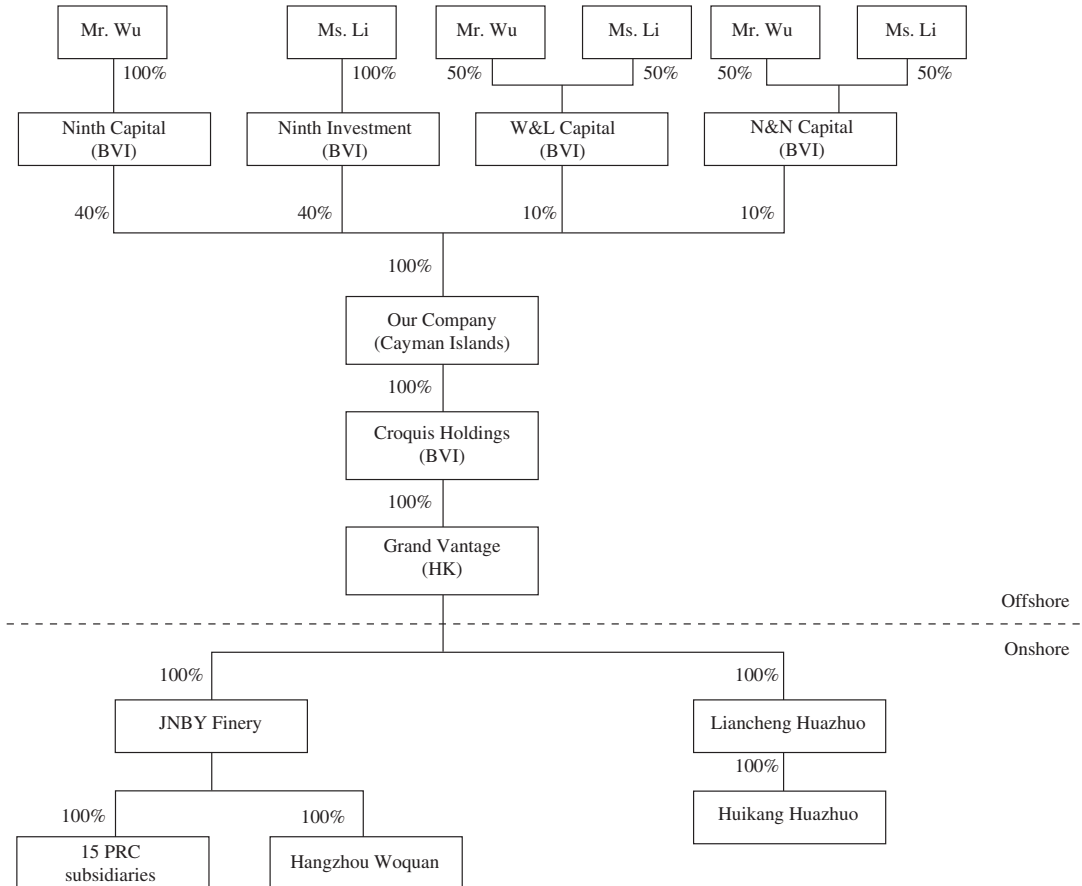 Mr. Wu
Ms. Li
Mr. Wu
Ms. Li
Mr. Wu
Ms. Li
100%
100%
50%
50%
50%
50%
Ninth Capital
(BVI)
Ninth Investment
(BVI)
W&L Capital
(BVI)
N&N Capital
(BVI)
40%
40%
10%
10%
100%
Our Company
(Cayman Islands)
100%
Croquis Holdings
(BVI)
100%
Grand Vantage
(HK)
Offshore
Onshore
100%
100%
JNBY Finery
Liancheng Huazhuo
100%
Huikang Huazhuo
100%
100%
15 PRC
subsidiaries
Hangzhou Woquan